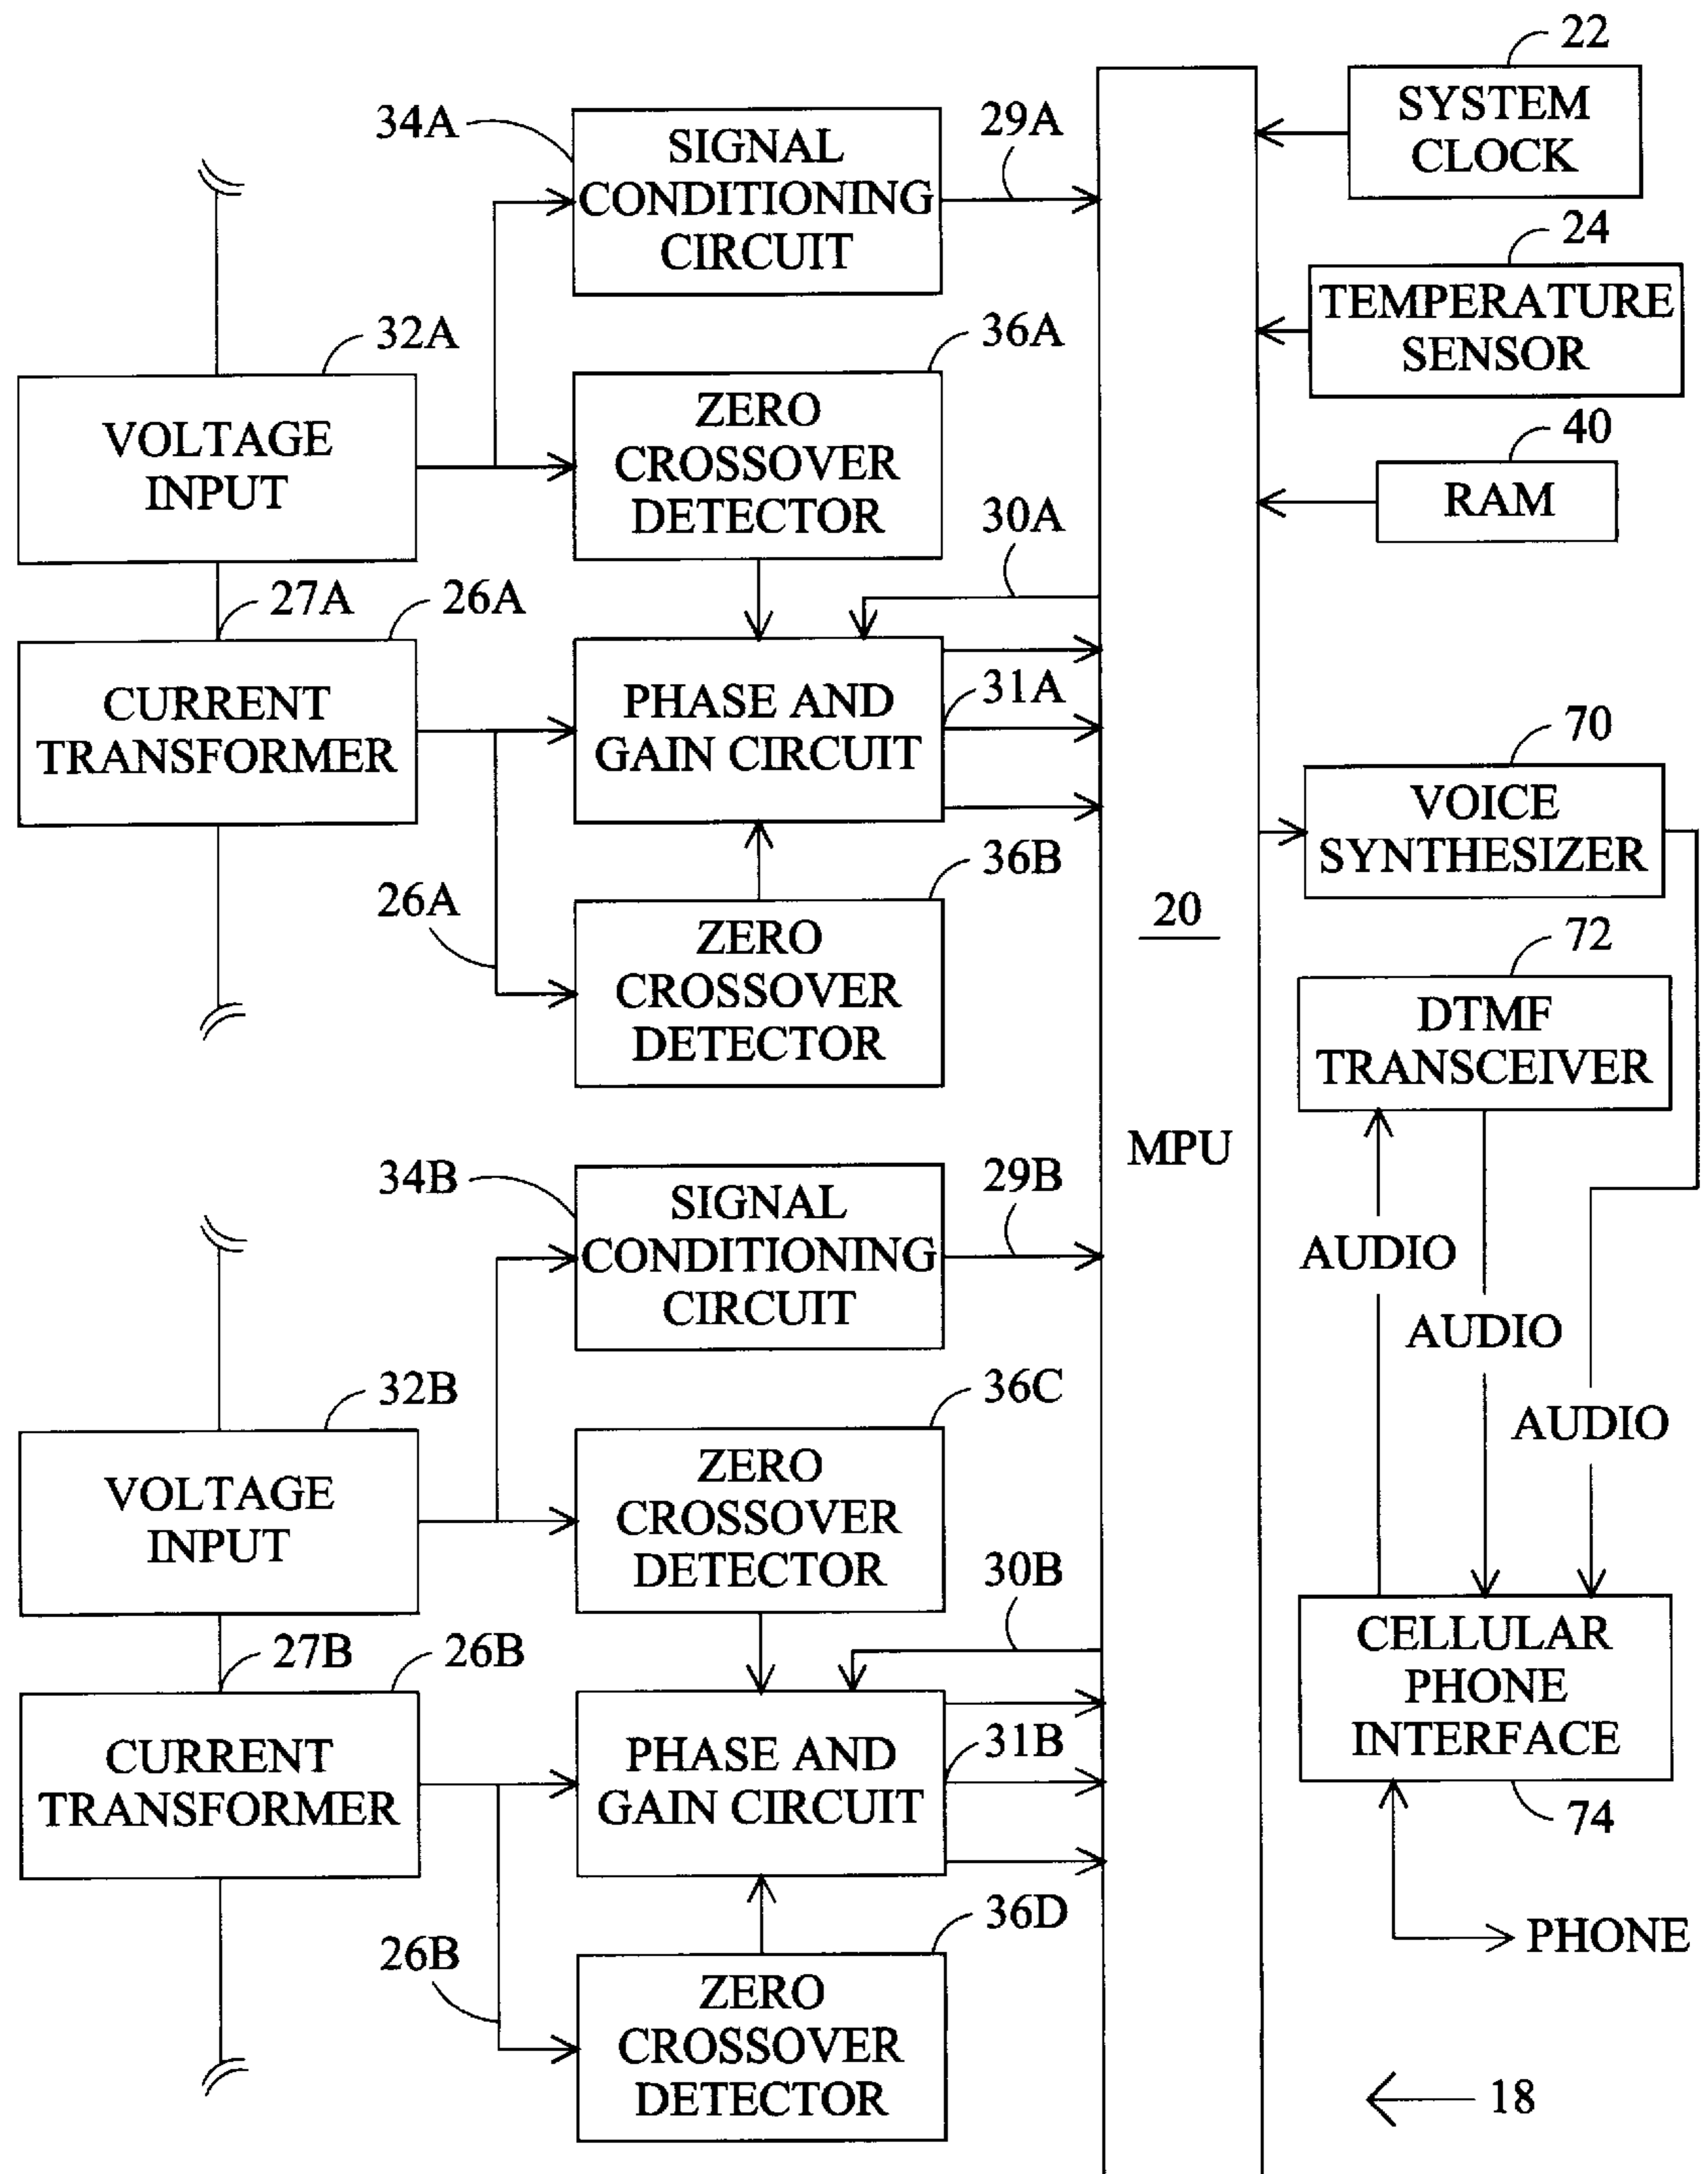 22
SYSTEM
CLOCK
34A
SIGNAL
CONDITIONING
CIRCUIT
29A
24
TEMPERATURE
SENSOR
32A
VOLTAGE
INPUT
36A
ZERO
CROSSOVER
DETECTOR
40
RAM
30A
27A
26A
CURRENT
TRANSFORMER
PHASE AND
GAIN CIRCUIT
31A
70
VOICE
SYNTHESIZER
26A
36B
ZERO
CROSSOVER
DETECTOR
20
MPU
72
DTMF
TRANSCEIVER
34B
SIGNAL
CONDITIONING
CIRCUIT
29B
AUDIO
AUDIO
AUDIO
32B
VOLTAGE
INPUT
36C
ZERO
CROSSOVER
DETECTOR
30B
27B
26B
CURRENT
TRANSFORMER
PHASE AND
GAIN CIRCUIT
31B
CELLULAR
PHONE
INTERFACE
74
PHONE
26B
36D
ZERO
CROSSOVER
DETECTOR
18